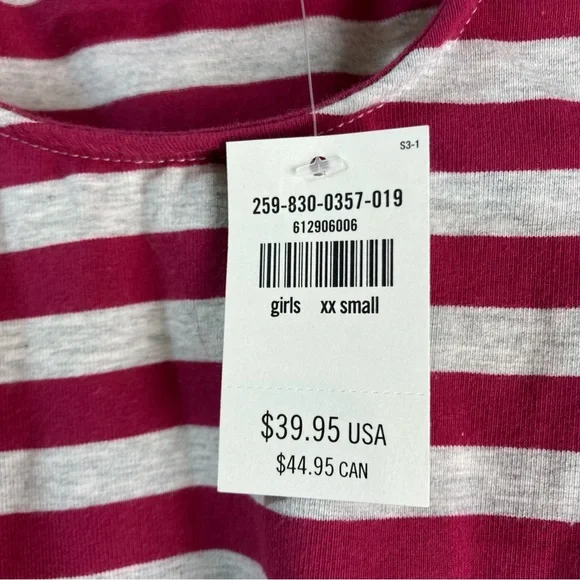 S3-1
259-830-0357-019
612906006
girls xx small
$39.95 USA
$44.95 CAN